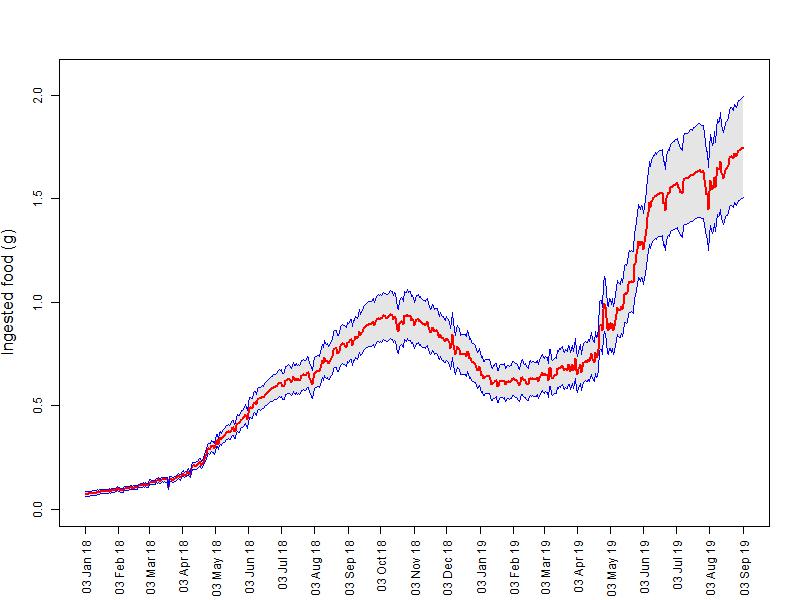 Ingested food (g)
2.0
1.5
1.0
0.5
0.0
03 Jan 18
03 Feb 18
03 Mar 18
03 Apr 18
03 May 18
03 Jun 18
03 Jul 18
03 Aug 18
03 Sep 18
03 Oct 18
03 Nov 18
03 Dec 18
03 Jan 19
03 Feb 19
03 Mar 19
03 Apr 19
03 May 19
03 Jun 19
03 Jul 19
03 Aug 19
03 Sep 19